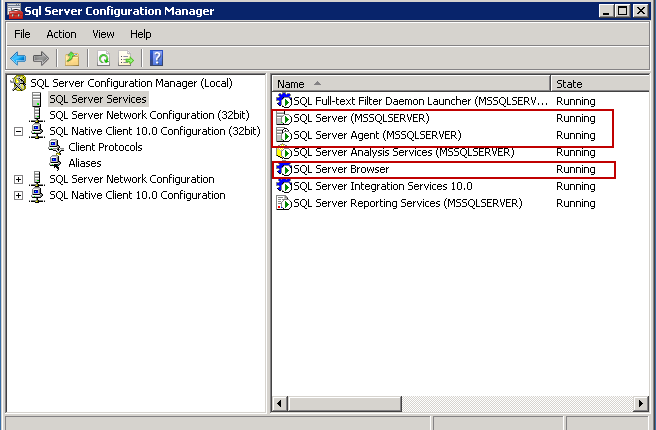 Sql Server Configuration Manager
File Action View Help
SQL Server Configuration Manager (Local)
SQL Server Services
SQL Server Network Configuration (32bit)
SQL Native Client 10.0 Configuration (32bit)
Client Protocols
Aliases
SQL Server Network Configuration
SQL Native Client 10.0 Configuration
Name State
SQL Full-text Filter Daemon Launcher (MSSQLSERV... Running
SQL Server (MSSQLSERVER) Running
SQL Server Agent (MSSQLSERVER) Running
SQL Server Analysis Services (MSSQLSERVER) Running
SQL Server Browser Running
SQL Server Integration Services 10.0 Running
SQL Server Reporting Services (MSSQLSERVER) Running